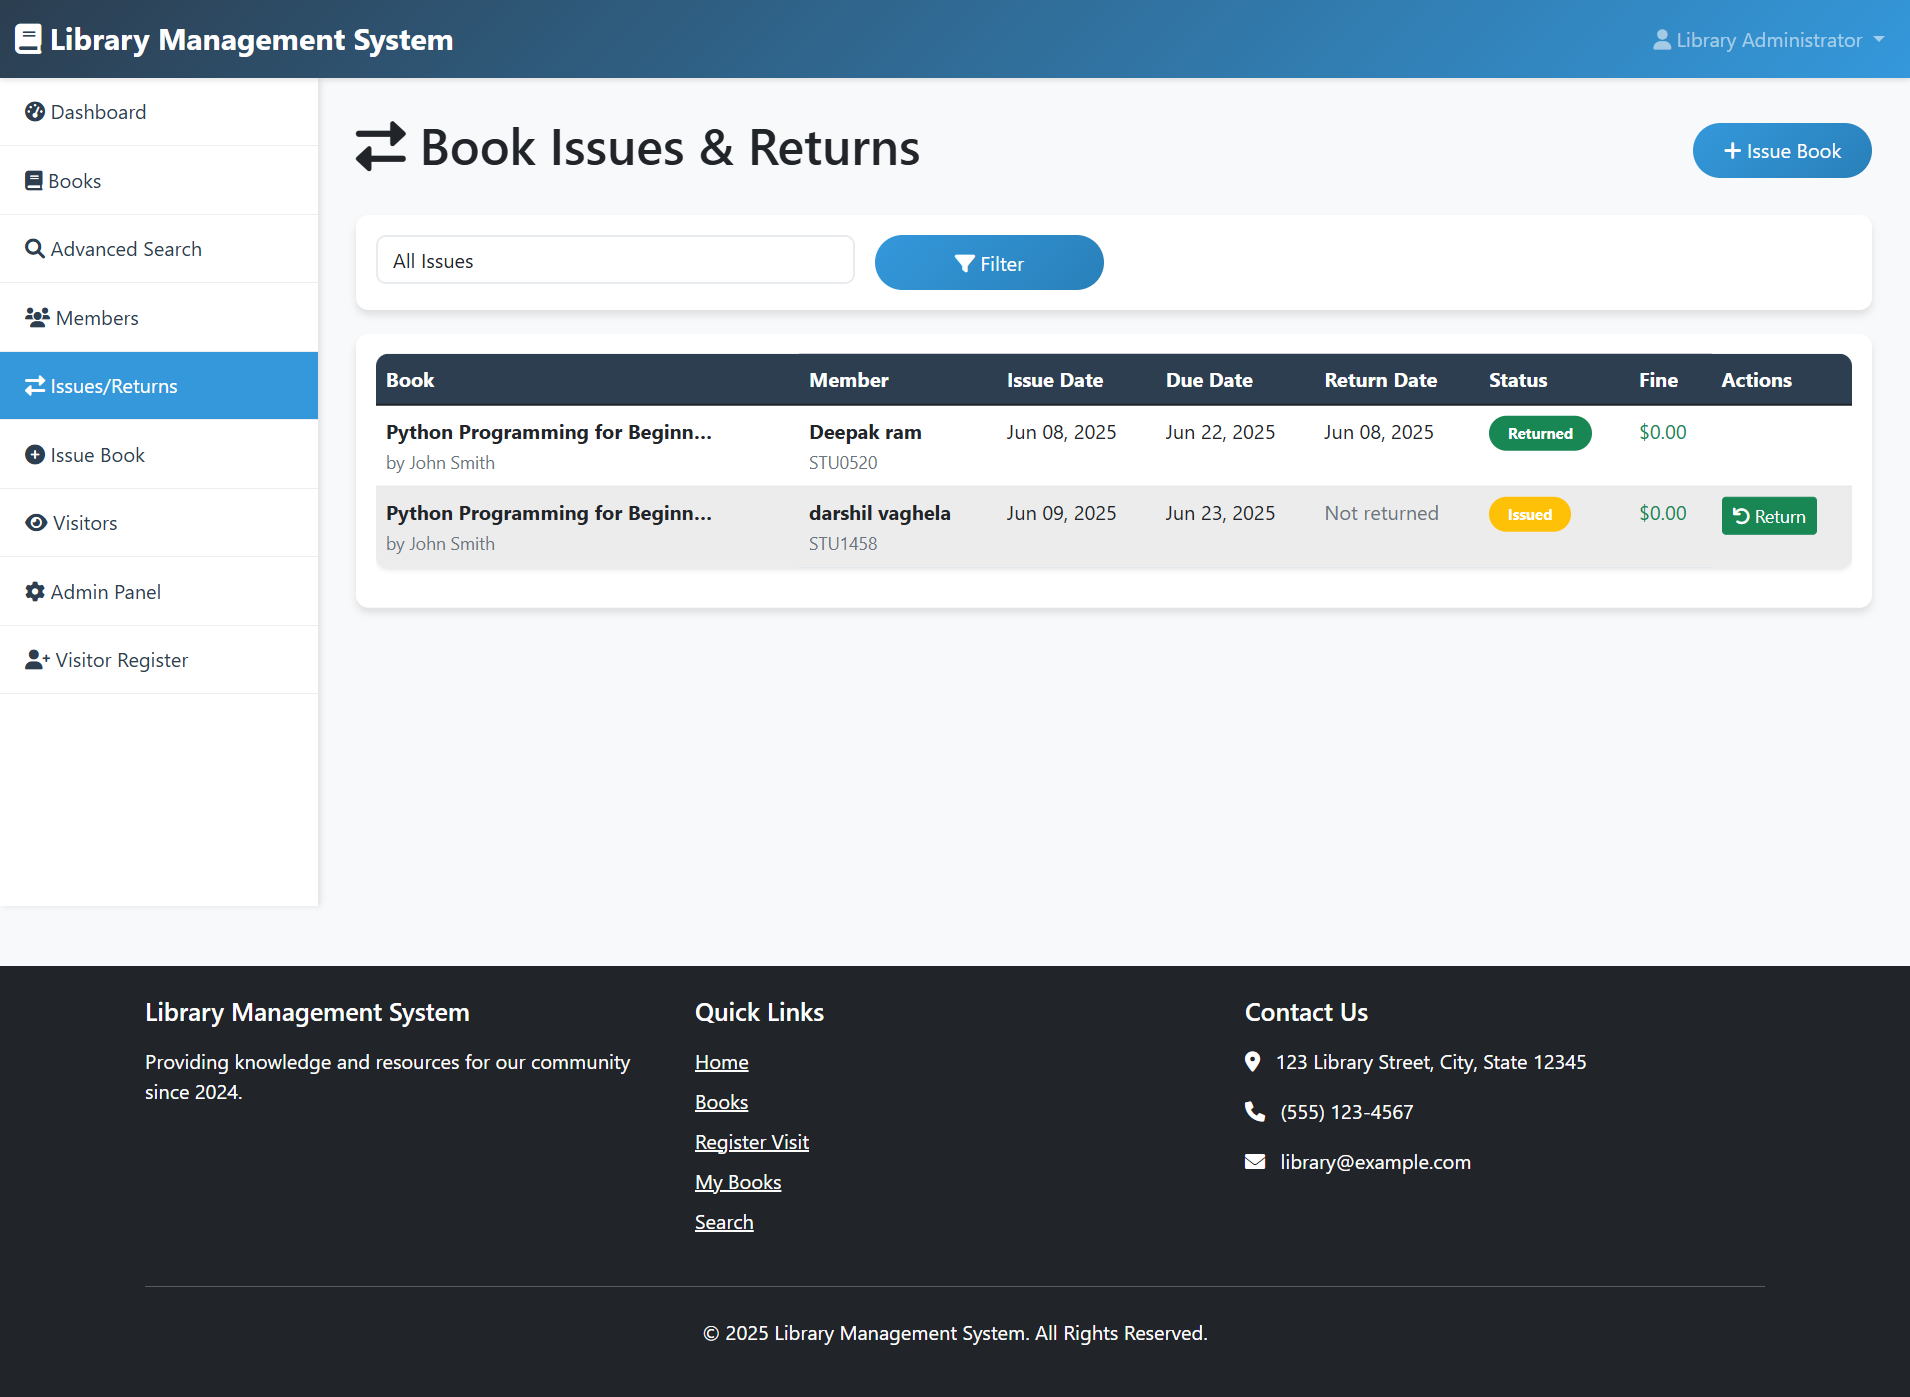 Library Management System
Library Administrator
Dashboard
Books
Advanced Search
Members
Issues/Returns
Issue Book
Visitors
Admin Panel
Visitor Register
Book Issues & Returns
Issue Book
All Issues
Filter
Book Member Issue Date Due Date Return Date Status Fine Actions
Python Programming for Beginn... Deepak ram Jun 08, 2025 Jun 22, 2025 Jun 08, 2025 Returned $0.00
by John Smith STU0520
Python Programming for Beginn... darshil vaghela Jun 09, 2025 Jun 23, 2025 Not returned Issued $0.00 Return
by John Smith STU1458
Library Management System
Providing knowledge and resources for our community
since 2024.
Quick Links
Home
Books
Register Visit
My Books
Search
Contact Us
123 Library Street, City, State 12345
(555) 123-4567
library@example.com
© 2025 Library Management System. All Rights Reserved.